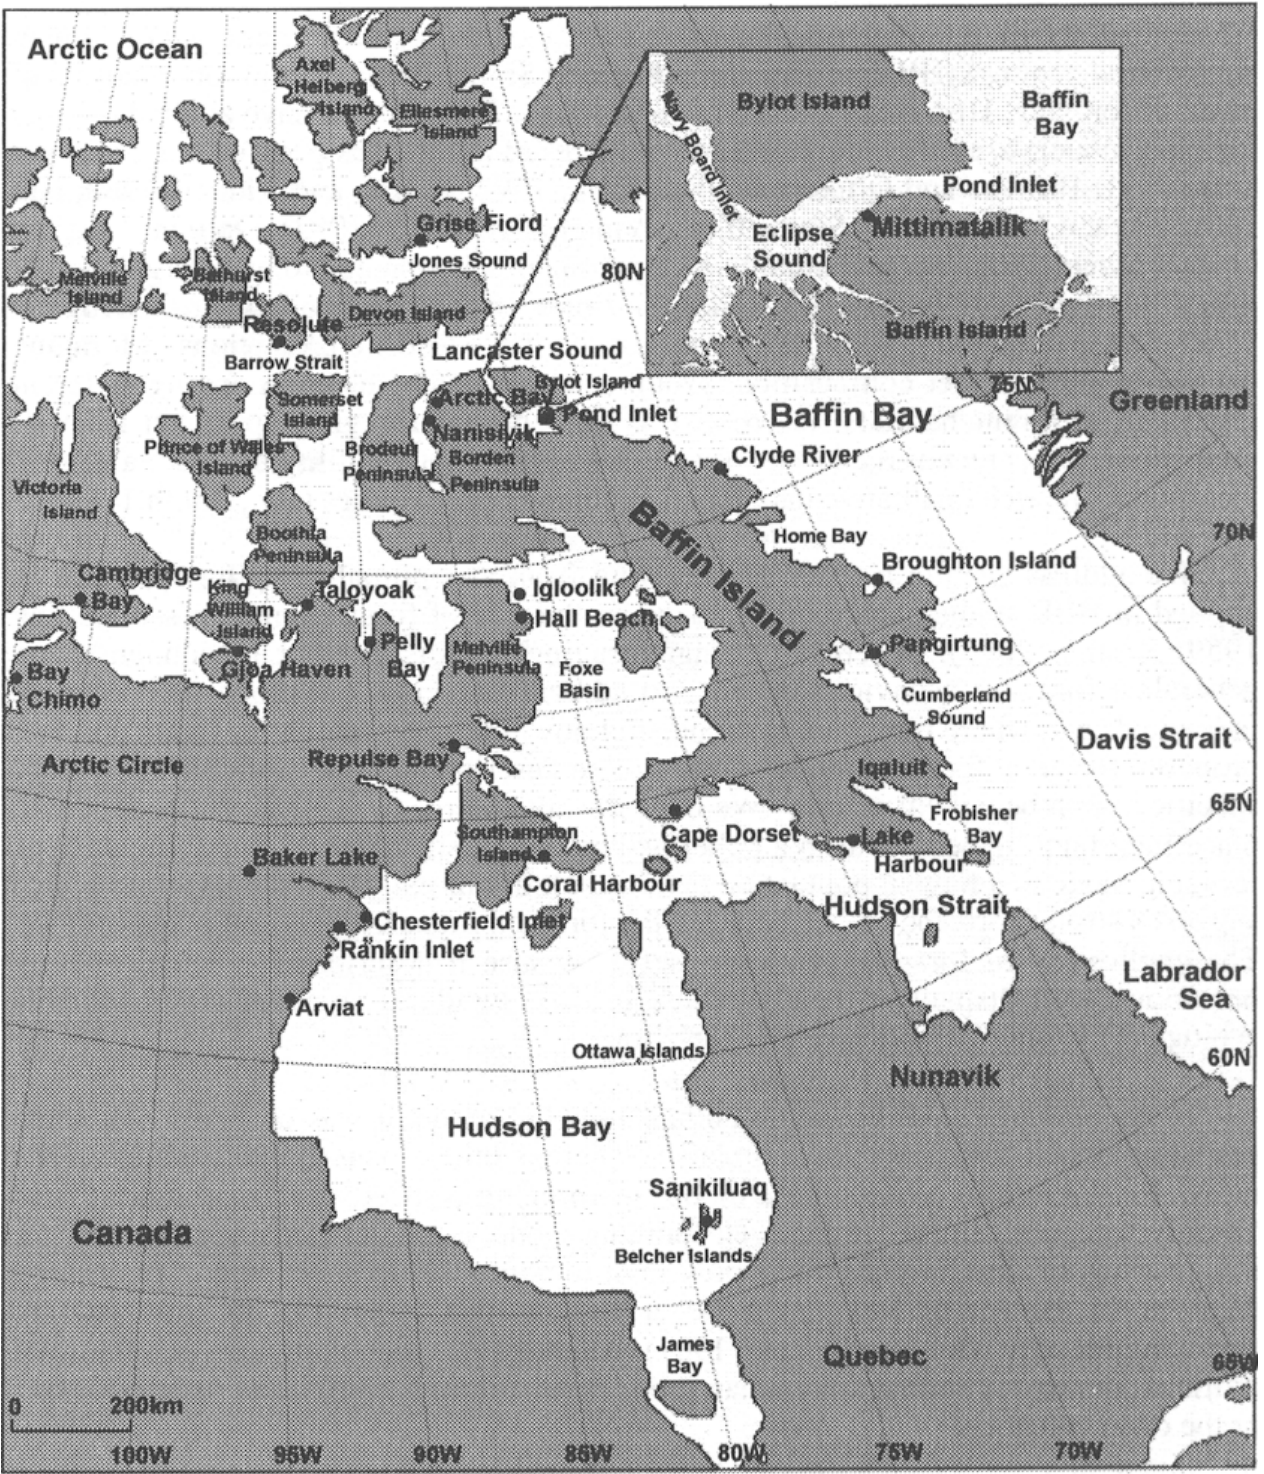 Arctic Ocean
Axel
Heiberg
Island
Ellesmere
Island
Bylot Island
Baffin
Bay
Navy Board Inlet
Pond Inlet
Mittimatalik
Eclipse
Sound
Baffin Island
Grise Fiord
Jones Sound
80N
Melville
Island
Bathurst
Island
Devon Island
Resolute
Barrow Strait
Lancaster Sound
Bylot Island
75N
Greenland
Somerset
Island
Arctic Bay
Pond Inlet
Baffin Bay
Nanisivik
Prince of Wales
Island
Brodeur
Peninsula
Borden
Peninsula
Clyde River
Victoria
Island
Baffin Island
Boothia
Peninsula
Home Bay
70N
Cambridge
Bay
King
William
Island
Taloyoak
Igloolik
Broughton Island
Hall Beach
Pelly
Bay
Melville
Peninsula
Pangirtung
Gjoa Haven
Foxe
Basin
Bay
Chimo
Cumberland
Sound
Davis Strait
Arctic Circle
Repulse Bay
Iqaluit
65N
Frobisher
Bay
Southampton
Island
Cape Dorset
Lake
Harbour
Baker Lake
Coral Harbour
Hudson Strait
Chesterfield Inlet
Rankin Inlet
Labrador
Sea
Arviat
Ottawa Islands
60N
Nunavik
Hudson Bay
Sanikiluaq
Canada
Belcher Islands
James
Bay
Quebec
65W
0 200km
100W 95W 90W 85W 80W 75W 70W